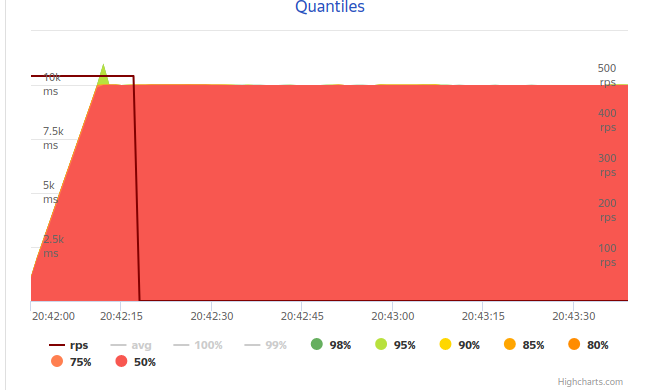 Quantiles
10k
ms
500
rps
400
rps
7.5k
ms
300
rps
5k
ms
200
rps
2.5k
ms
100
rps
20:42:00 20:42:15 20:42:30 20:42:45 20:43:00 20:43:15 20:43:30
rps avg 100% 99% 98% 95% 90% 85% 80%
75% 50%
Highcharts.com